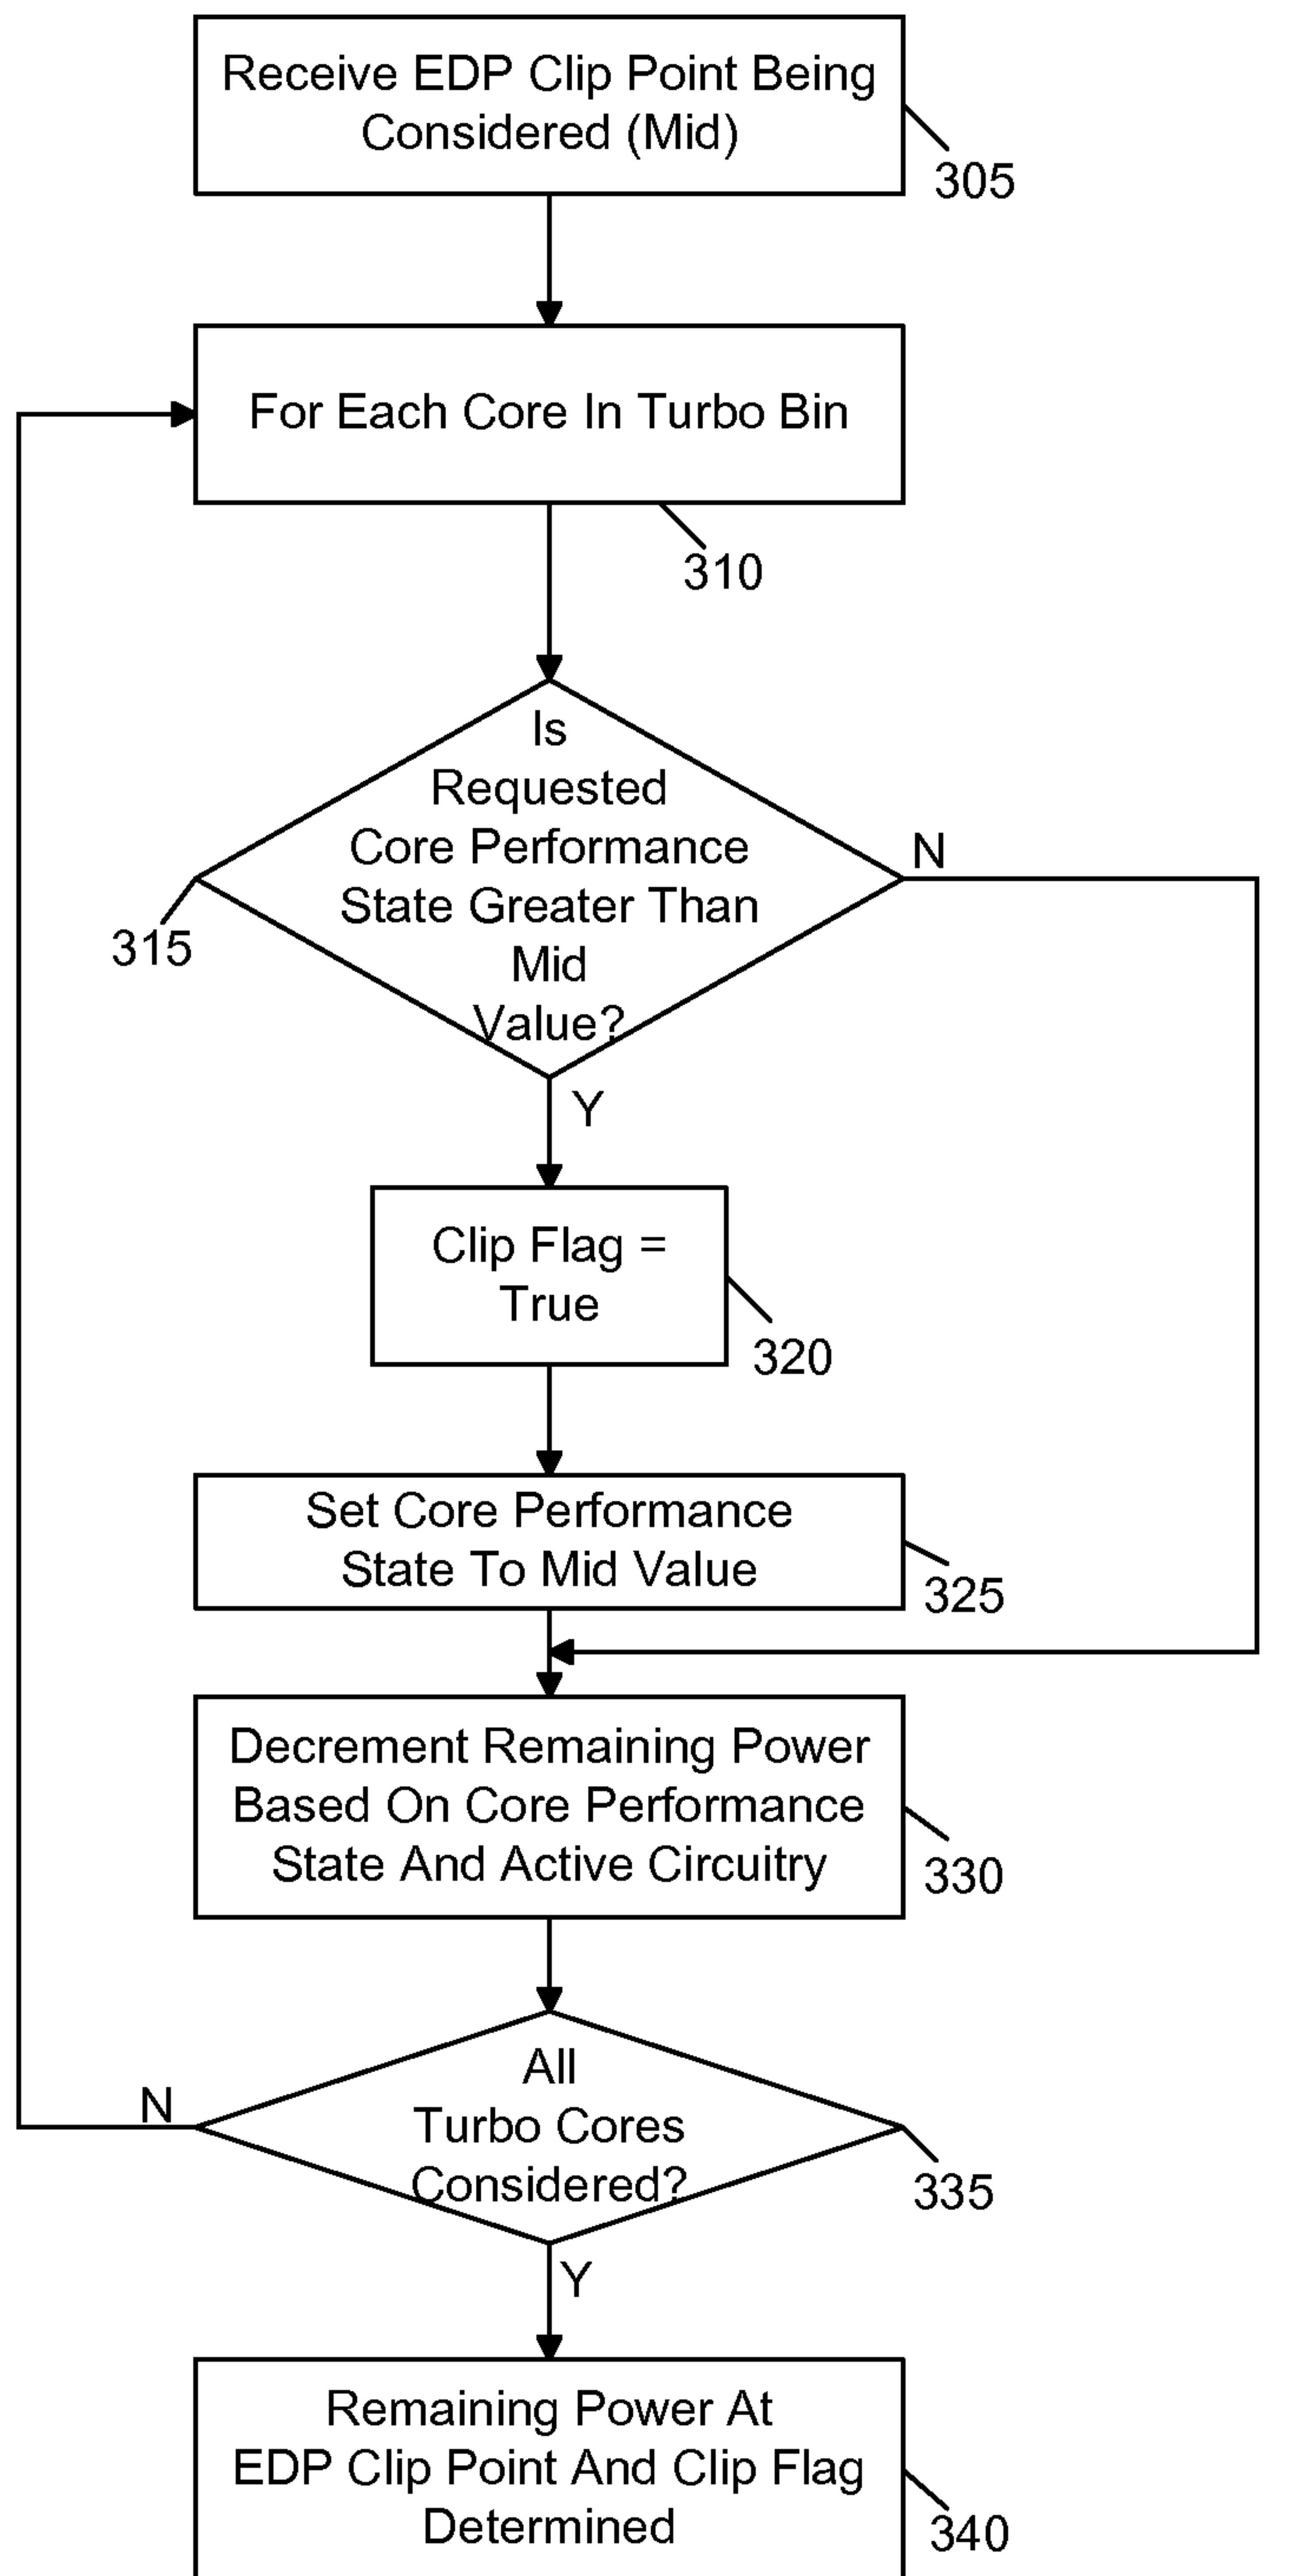 Receive EDP Clip Point Being
Considered (Mid)
305
For Each Core In Turbo Bin
310
Is
Requested
Core Performance
State Greater Than
Mid
Value?
N
315
Y
Clip Flag =
True
320
Set Core Performance
State To Mid Value
325
Decrement Remaining Power
Based On Core Performance
State And Active Circuitry
330
All
Turbo Cores
Considered?
N
335
Y
Remaining Power At
EDP Clip Point And Clip Flag
Determined
340